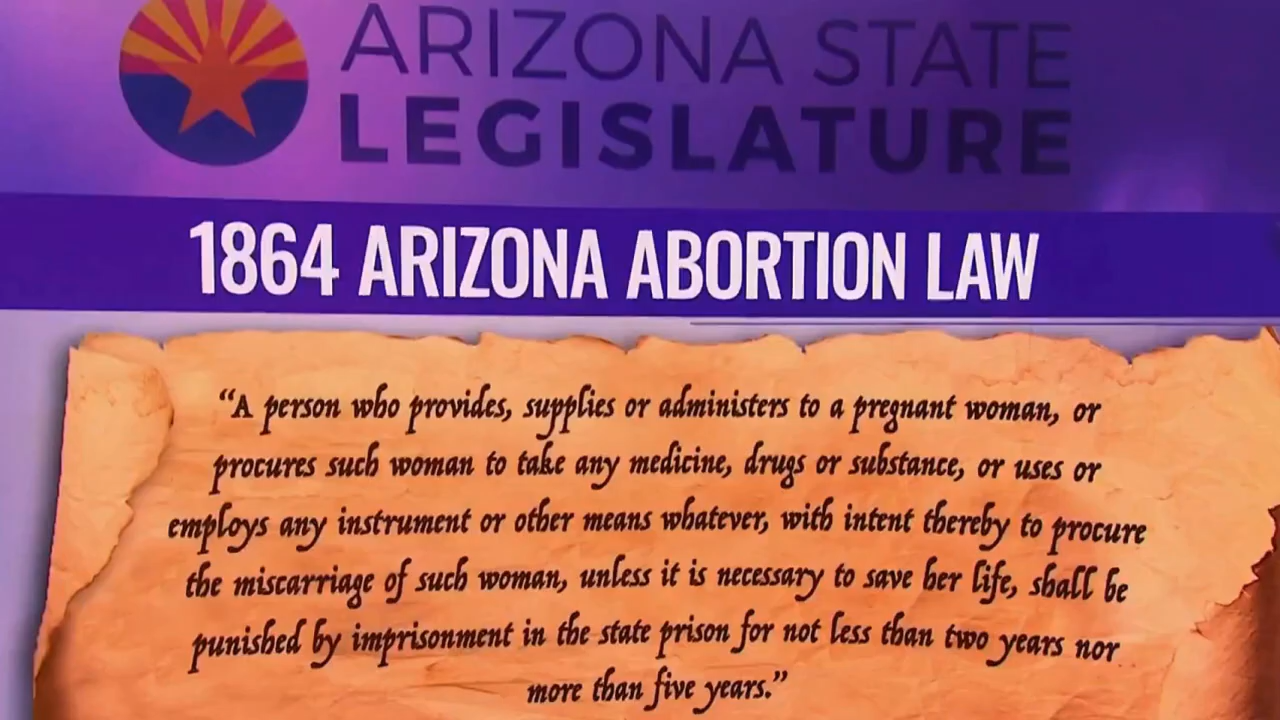 ARIZONA STATE
LEGISLATURE
1864 ARIZONA ABORTION LAW
“A person who provides, supplies or administers to a pregnant woman, or
procures such woman to take any medicine, drugs or substance, or uses or
employs any instrument or other means whatever, with intent thereby to procure
the miscarriage of such woman, unless it is necessary to save her life, shall be
punished by imprisonment in the state prison for not less than two years nor
more than five years.”